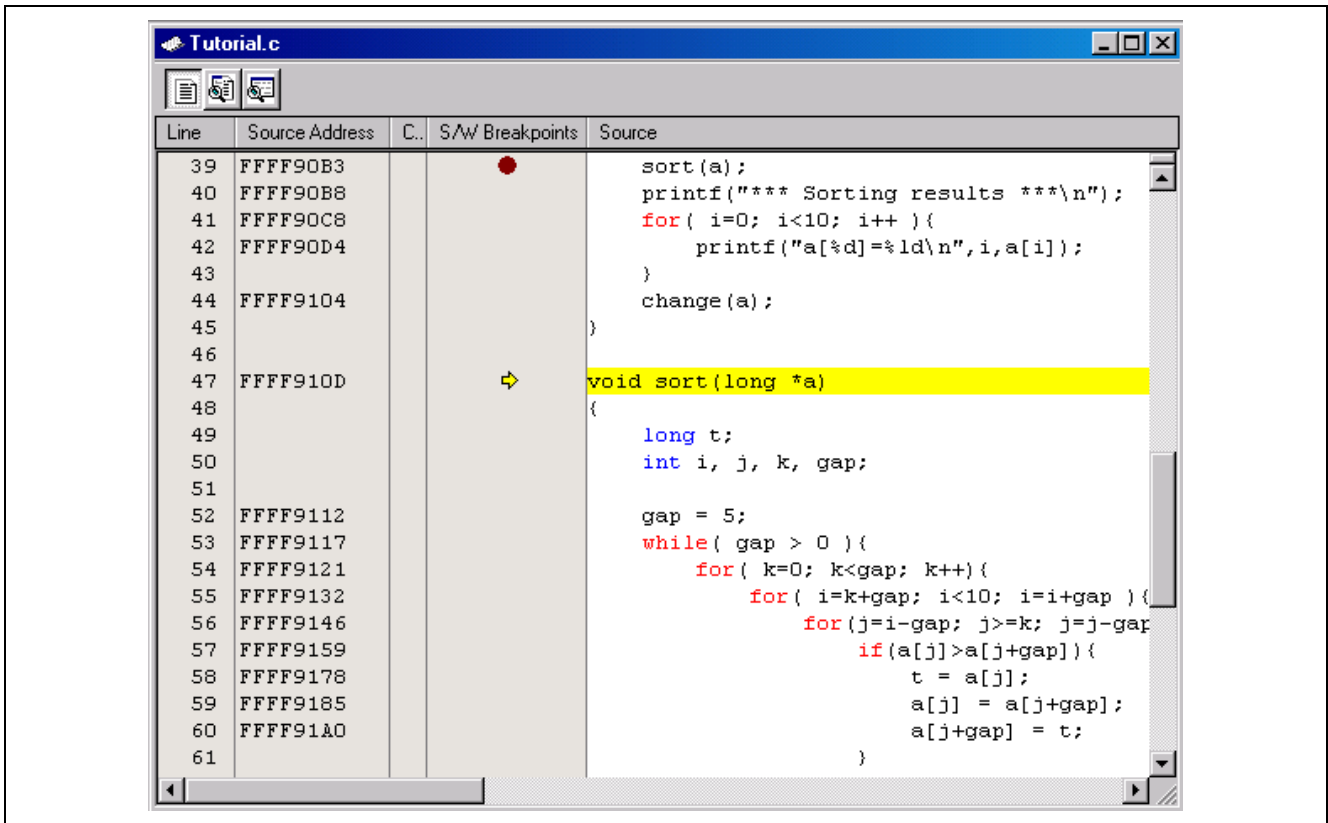 Tutorial.c
Line Source Address C.. S/W Breakpoints Source
39 FFFF90B3 sort(a);
40 FFFF90B8 printf("*** Sorting results ***\n");
41 FFFF90C8 for( i=0; i<10; i++ ){
42 FFFF90D4 printf("a[%d]=%ld\n",i,a[i]);
43 }
44 FFFF9104 change(a);
45 }
46
47 FFFF910D void sort(long *a)
48 {
49 long t;
50 int i, j, k, gap;
51
52 FFFF9112 gap = 5;
53 FFFF9117 while( gap > 0 ){
54 FFFF9121 for( k=0; k<gap; k++){
55 FFFF9132 for( i=k+gap; i<10; i=i+gap ){
56 FFFF9146 for(j=i-gap; j>=k; j=j-gap
57 FFFF9159 if(a[j]>a[j+gap]){
58 FFFF9178 t = a[j];
59 FFFF9185 a[j] = a[j+gap];
60 FFFF91A0 a[j+gap] = t;
61 }